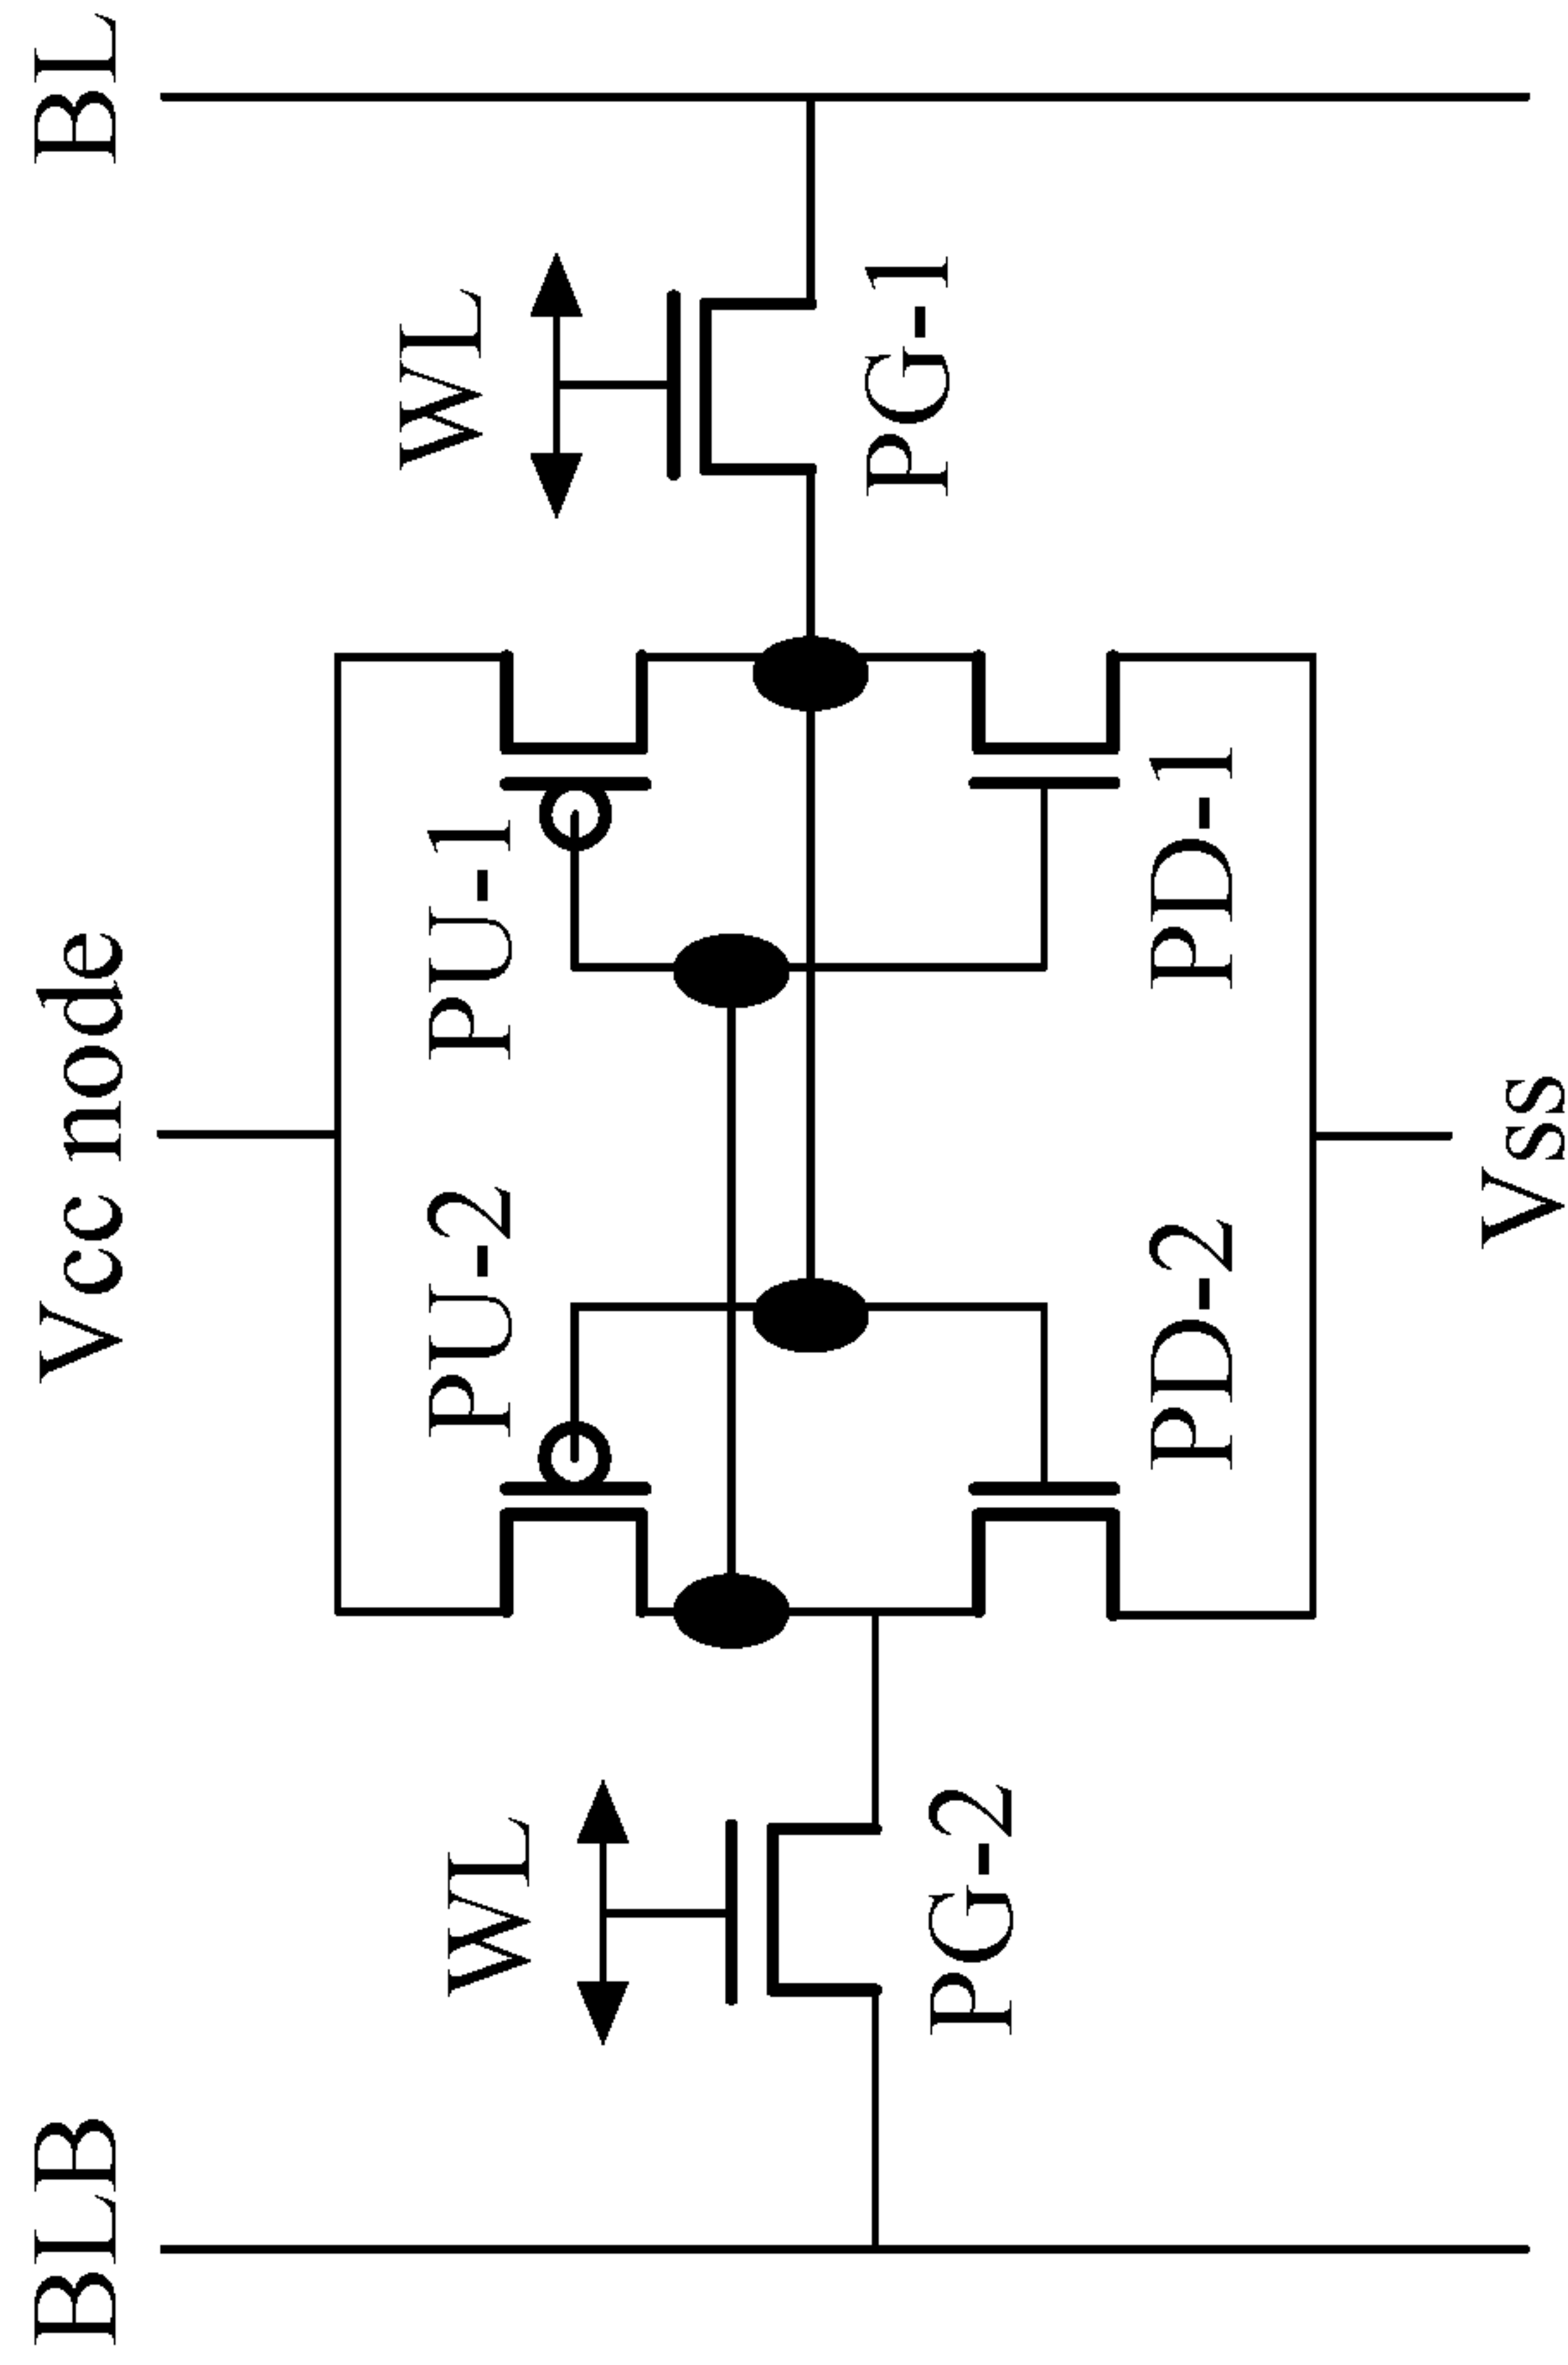 BLB
Vcc node
BL
WL
WL
PU-2
PU-1
PG-2
PG-1
PD-2
PD-1
Vss